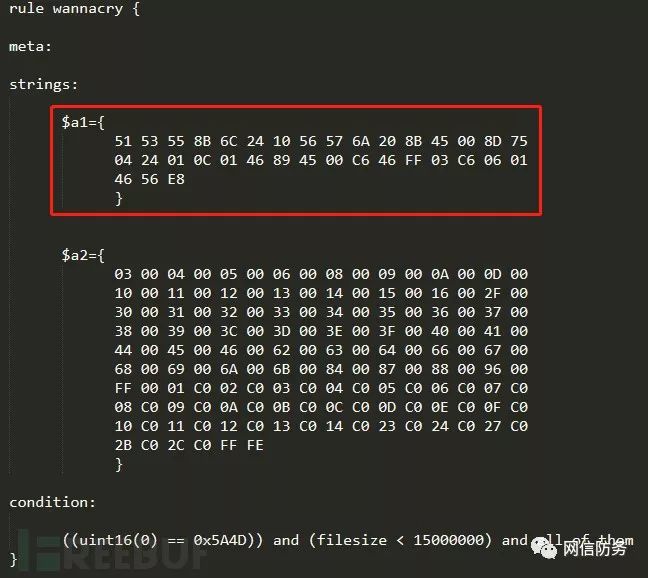 rule wannacry {
meta:
strings:
$a1={
51 53 55 8B 6C 24 10 56 57 6A 20 8B 45 00 8D 75
04 24 01 0C 01 46 89 45 00 C6 46 FF 03 C6 06 01
46 56 E8
}
$a2={
03 00 04 00 05 00 06 00 08 00 09 00 0A 00 0D 00
10 00 11 00 12 00 13 00 14 00 15 00 16 00 2F 00
30 00 31 00 32 00 33 00 34 00 35 00 36 00 37 00
38 00 39 00 3C 00 3D 00 3E 00 3F 00 40 00 41 00
44 00 45 00 46 00 62 00 63 00 64 00 66 00 67 00
68 00 69 00 6A 00 6B 00 84 00 87 00 88 00 96 00
FF 00 01 C0 02 C0 03 C0 04 C0 05 C0 06 C0 07 C0
08 C0 09 C0 0A C0 0B C0 0C C0 0D C0 0E C0 0F C0
10 C0 11 C0 12 C0 13 C0 14 C0 23 C0 24 C0 27 C0
2B C0 2C C0 FF FE
}
condition:
((uint16(0) == 0x5A4D)) and (filesize < 15000000) and all of them
}
FREEBUF
网信防务